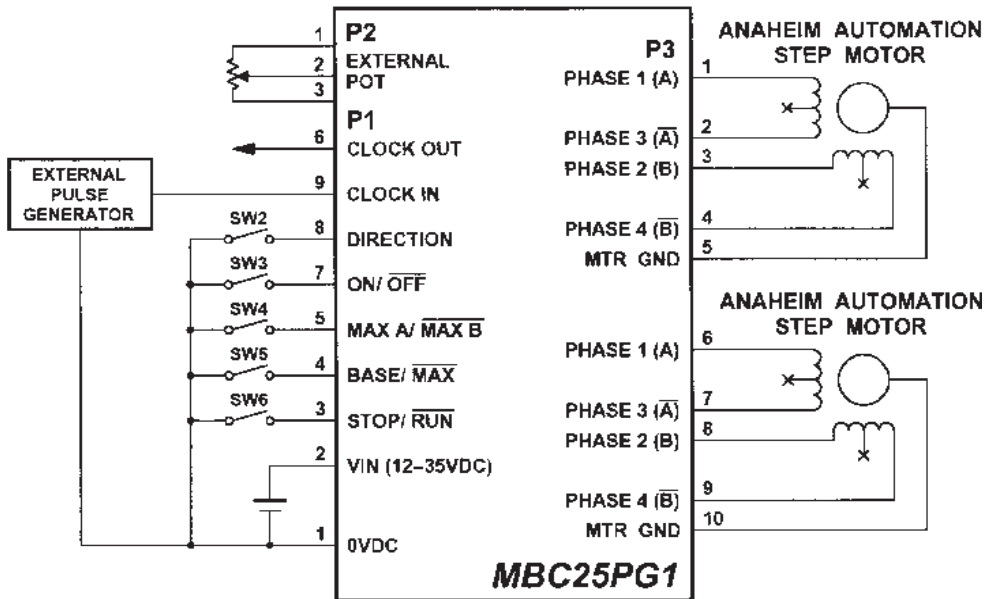 P2
1
2 EXTERNAL
3 POT
P1
6 CLOCK OUT
EXTERNAL
PULSE
GENERATOR
9 CLOCK IN
SW2 8 DIRECTION
SW3 7 ON/ O̅F̅F̅
SW4 5 MAX A/ M̅A̅X̅ B̅
SW5 4 BASE/ M̅A̅X̅
SW6 3 STOP/ R̅U̅N̅
2 VIN (12–35VDC)
1 0VDC
P3
ANAHEIM AUTOMATION
STEP MOTOR
PHASE 1 (A) 1
PHASE 3 (A̅) 2
PHASE 2 (B) 3
PHASE 4 (B̅) 4
MTR GND 5
ANAHEIM AUTOMATION
STEP MOTOR
PHASE 1 (A) 6
PHASE 3 (A̅) 7
PHASE 2 (B) 8
PHASE 4 (B̅) 9
MTR GND 10
MBC25PG1